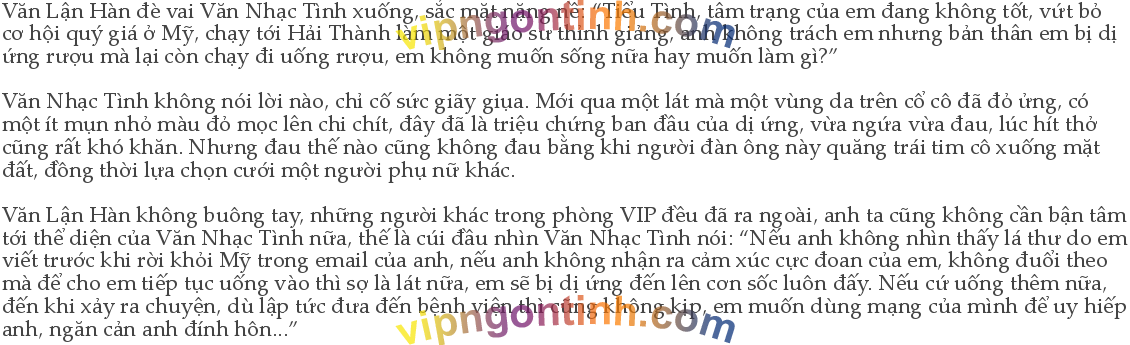 Văn Lận Hàn đè vai Văn Nhạc Tình xuống, sắc mặt nặng nề: “Tiểu Tình, tâm trạng của em đang không tốt, vứt bỏ
cơ hội quý giá ở Mỹ, chạy tới Hải Thành làm một giáo sư thỉnh giảng, anh không trách em nhưng bản thân em bị dị
ứng rượu mà lại còn chạy đi uống rượu, em không muốn sống nữa hay muốn làm gì?”
vipngontinh.com
Văn Nhạc Tình không nói lời nào, chỉ cố sức giãy giụa. Mới qua một lát mà một vùng da trên cổ cô đã đỏ ửng, có
một ít mụn nhỏ màu đỏ mọc lên chi chít, đây đã là triệu chứng ban đầu của dị ứng, vừa ngứa vừa đau, lúc hít thở
cũng rất khó khăn. Nhưng đau thế nào cũng không đau bằng khi người đàn ông này quăng trái tim cô xuống mặt
đất, đồng thời lựa chọn cưới một người phụ nữ khác.
Văn Lận Hàn không buông tay, những người khác trong phòng VIP đều đã ra ngoài, anh ta cũng không cần bận tâm
tới thể diện của Văn Nhạc Tình nữa, thế là cúi đầu nhìn Văn Nhạc Tình nói: “Nếu anh không nhìn thấy lá thư do em
viết trước khi rời khỏi Mỹ trong email của anh, nếu anh không nhận ra cảm xúc cực đoan của em, không đuổi theo
mà để cho em tiếp tục uống vào thì sợ là lát nữa, em sẽ bị dị ứng đến lên cơn sốc luôn đấy. Nếu cứ uống thêm nữa,
đến khi xảy ra chuyện, dù lập tức đưa đến bệnh viện thì cũng không kịp, em muốn dùng mạng của mình để uy hiếp
anh, ngăn cản anh đính hôn...”
vipngontinh.com